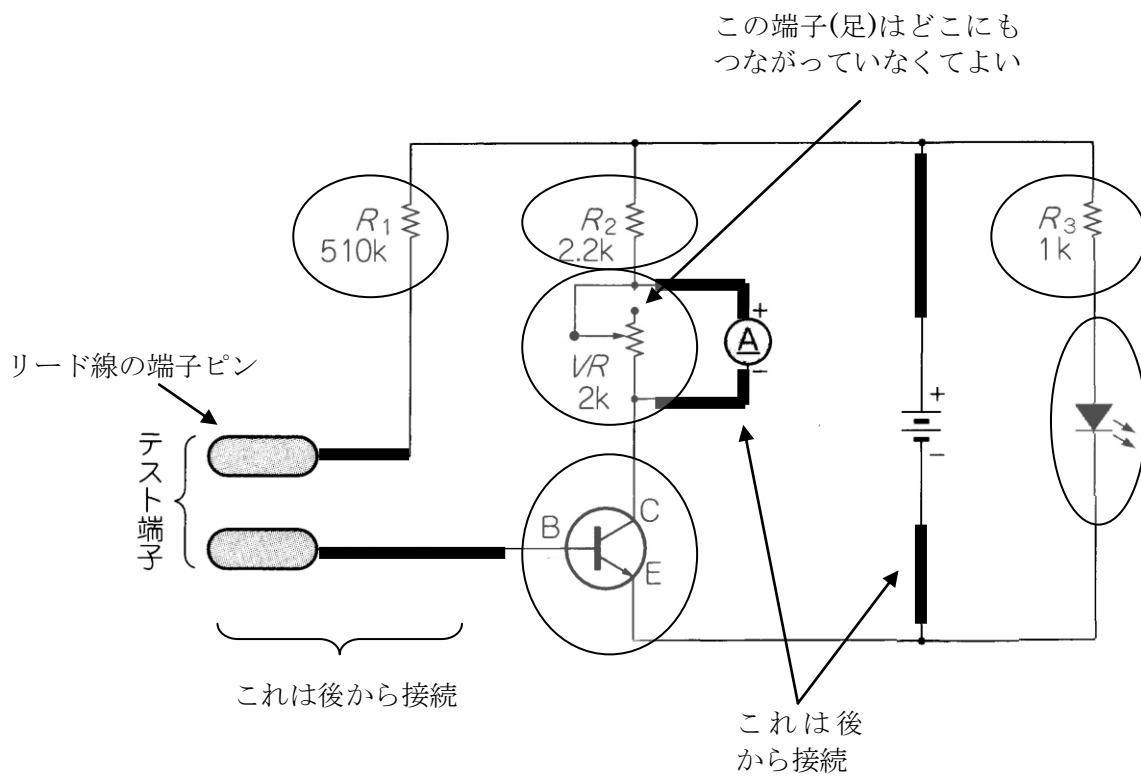 この端子(足)はどこにも
つながっていなくてよい
R1
510k
R2
2.2k
R3
1k
+
A
−
VR
2k
リード線の端子ピン
+
−
テスト端子
B
C
E
これは後から接続
これは後
から接続